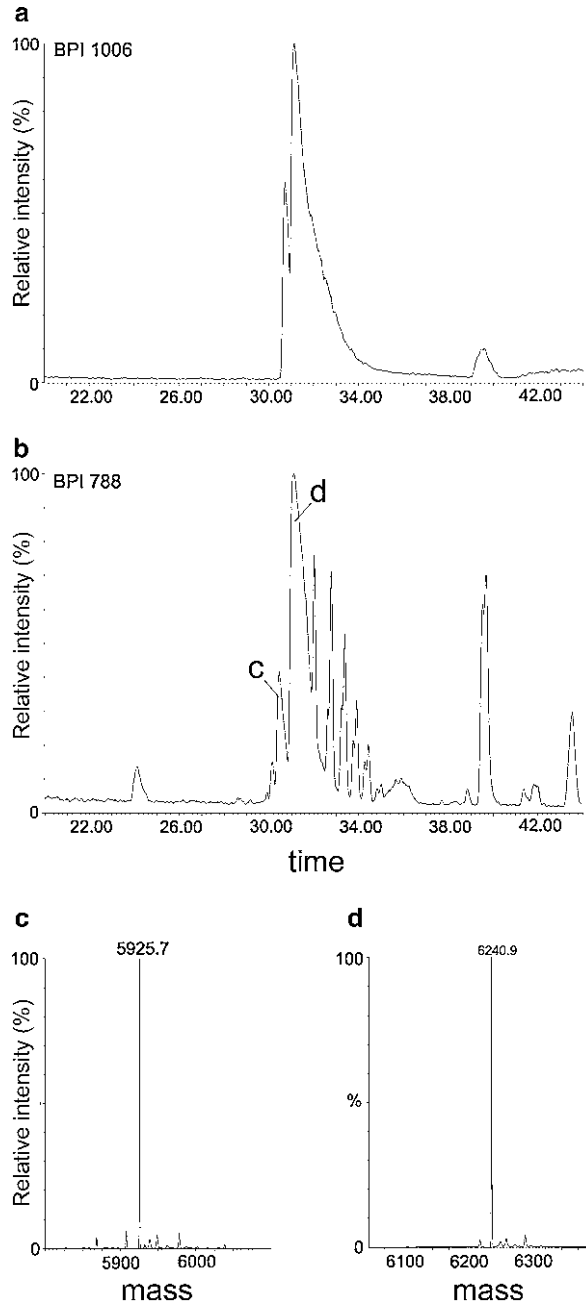 a
BPI 1006
100
Relative intensity (%)
0
22.00 26.00 30.00 34.00 38.00 42.00
b
BPI 788
100
d
c
Relative intensity (%)
0
22.00 26.00 30.00 34.00 38.00 42.00
time
c
5925.7
100
Relative intensity (%)
0
5900 6000
mass
d
6240.9
100
%
0
6100 6200 6300
mass